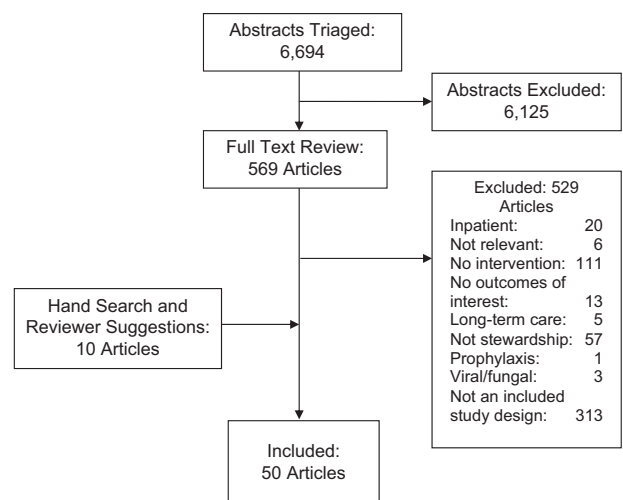 Abstracts Triaged:
6,694
Abstracts Excluded:
6,125
Full Text Review:
569 Articles
Excluded: 529
Articles
Inpatient: 20
Not relevant: 6
No intervention: 111
No outcomes of
interest: 13
Long-term care: 5
Not stewardship: 57
Prophylaxis: 1
Viral/fungal: 3
Not an included
study design: 313
Hand Search and
Reviewer Suggestions:
10 Articles
Included:
50 Articles